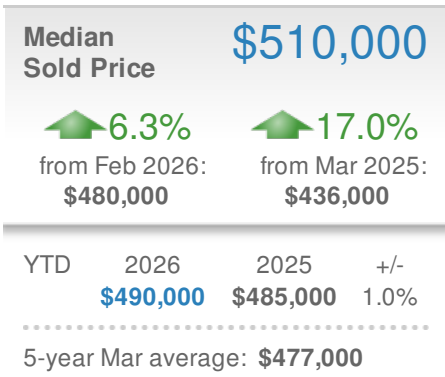 Median $510,000
Sold Price
6.3% 17.0%
from Feb 2026: from Mar 2025:
$480,000 $436,000
YTD 2026 2025 +/-
$490,000 $485,000 1.0%
5-year Mar average: $477,000